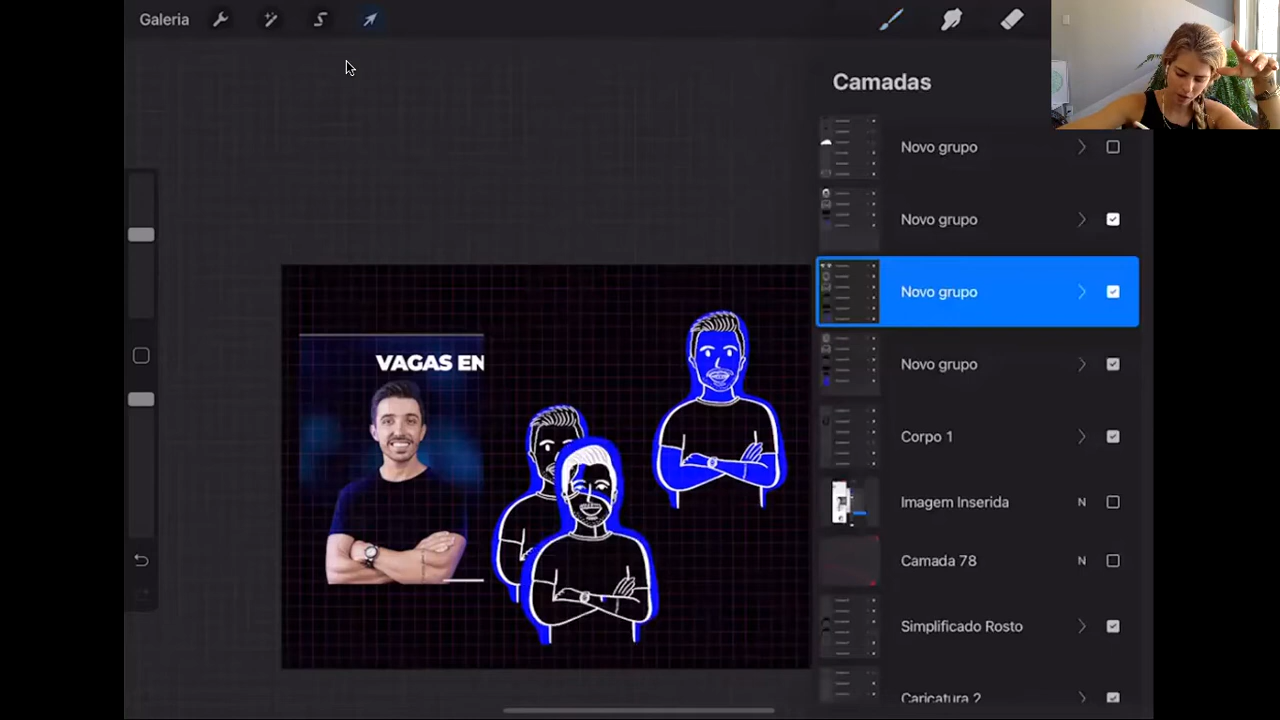 Galeria
Camadas
Novo grupo
Novo grupo
Novo grupo
Novo grupo
Corpo 1
Imagem Inserida N
Camada 78 N
Simplificado Rosto
Caricatura 2
VAGAS EN